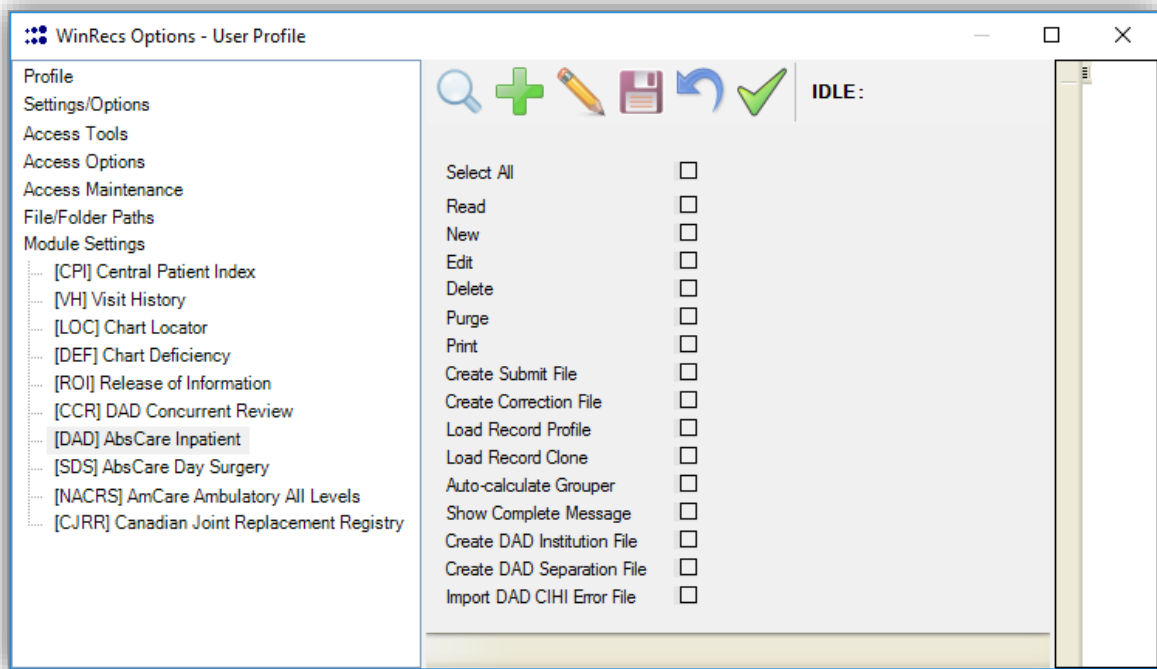 WinRecs Options - User Profile
Profile
Settings/Options
Access Tools
Access Options
Access Maintenance
File/Folder Paths
Module Settings
[CPI] Central Patient Index
[VH] Visit History
[LOC] Chart Locator
[DEF] Chart Deficiency
[ROI] Release of Information
[CCR] DAD Concurrent Review
[DAD] AbsCare Inpatient
[SDS] AbsCare Day Surgery
[NACRS] AmCare Ambulatory All Levels
[CJRR] Canadian Joint Replacement Registry
IDLE:
Select All
Read
New
Edit
Delete
Purge
Print
Create Submit File
Create Correction File
Load Record Profile
Load Record Clone
Auto-calculate Grouper
Show Complete Message
Create DAD Institution File
Create DAD Separation File
Import DAD CIHI Error File